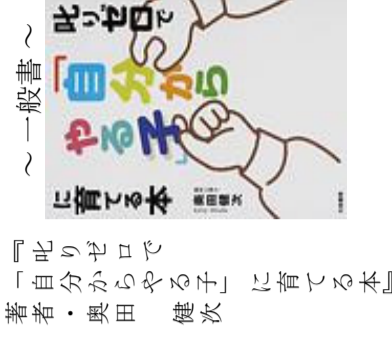 ～一般書～
叱りゼロで
「自分から
やる子」
に育てる本
奥田健次
『叱りゼロで
「自分からやる子」に育てる本』
著者・奥田　健次